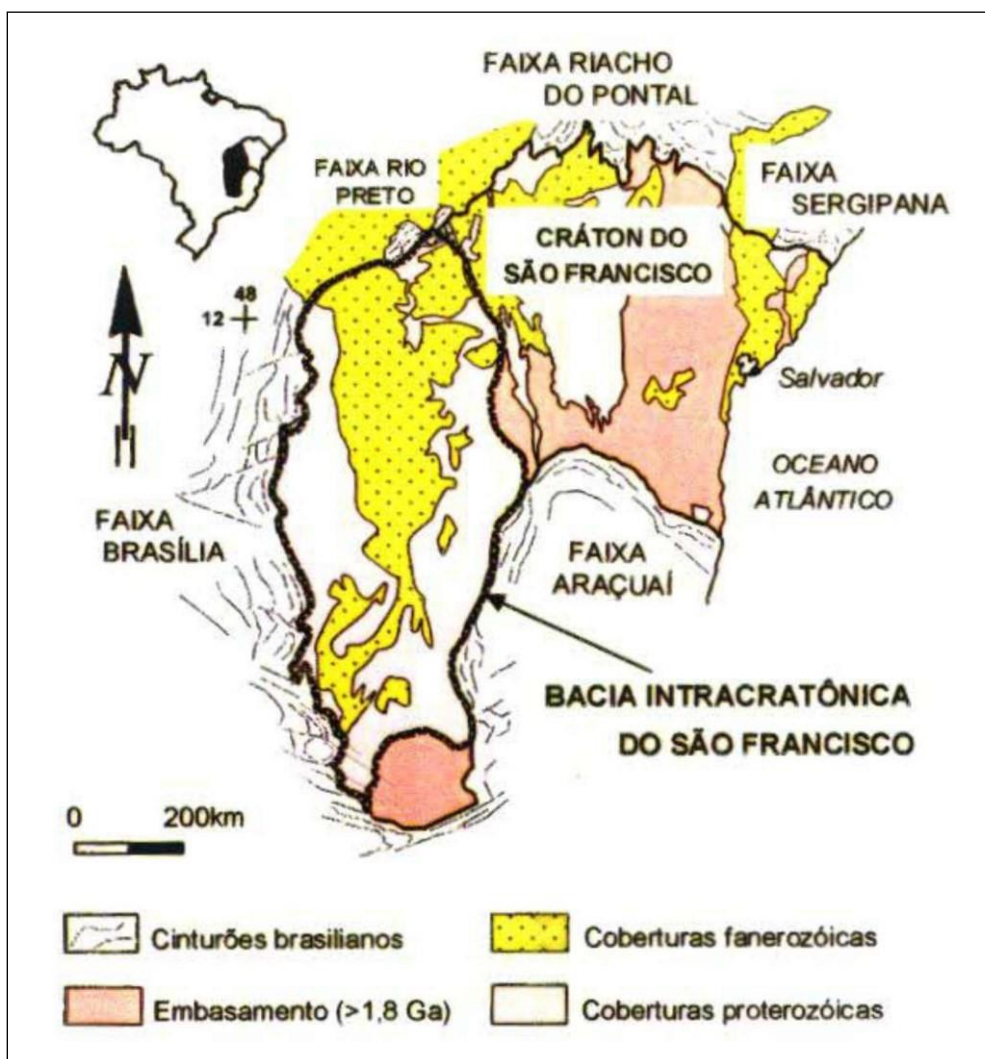 FAIXA RIACHO
DO PONTAL
FAIXA RIO
PRETO
FAIXA
SERGIPANA
CRÁTON DO
SÃO FRANCISCO
48
12
N
Salvador
OCEANO
ATLÂNTICO
FAIXA
BRASÍLIA
FAIXA
ARAÇUAÍ
BACIA INTRACRATÔNICA
DO SÃO FRANCISCO
0 200km
Cinturões brasilianos
Coberturas fanerozóicas
Embasamento (>1,8 Ga)
Coberturas proterozóicas